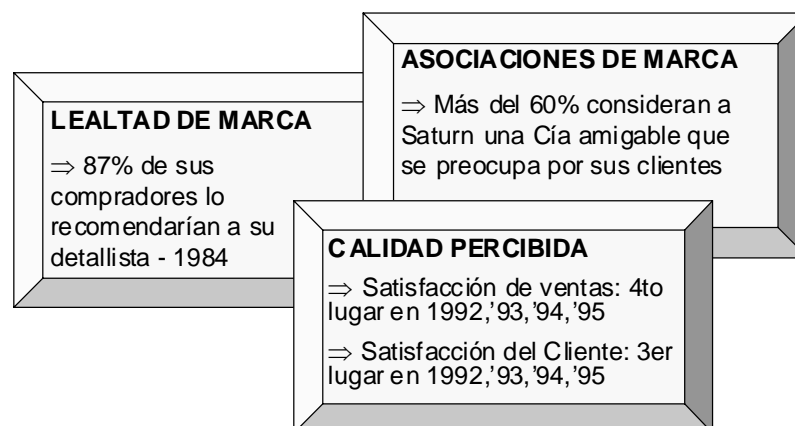 LEALTAD DE MARCA
⇒ 87% de sus
compradores lo
recomendarían a su
detallista - 1984
ASOCIACIONES DE MARCA
⇒ Más del 60% consideran a
Saturn una Cía amigable que
se preocupa por sus clientes
CALIDAD PERCIBIDA
⇒ Satisfacción de ventas: 4to
lugar en 1992,’93,’94,’95
⇒ Satisfacción del Cliente: 3er
lugar en 1992,’93,’94,’95